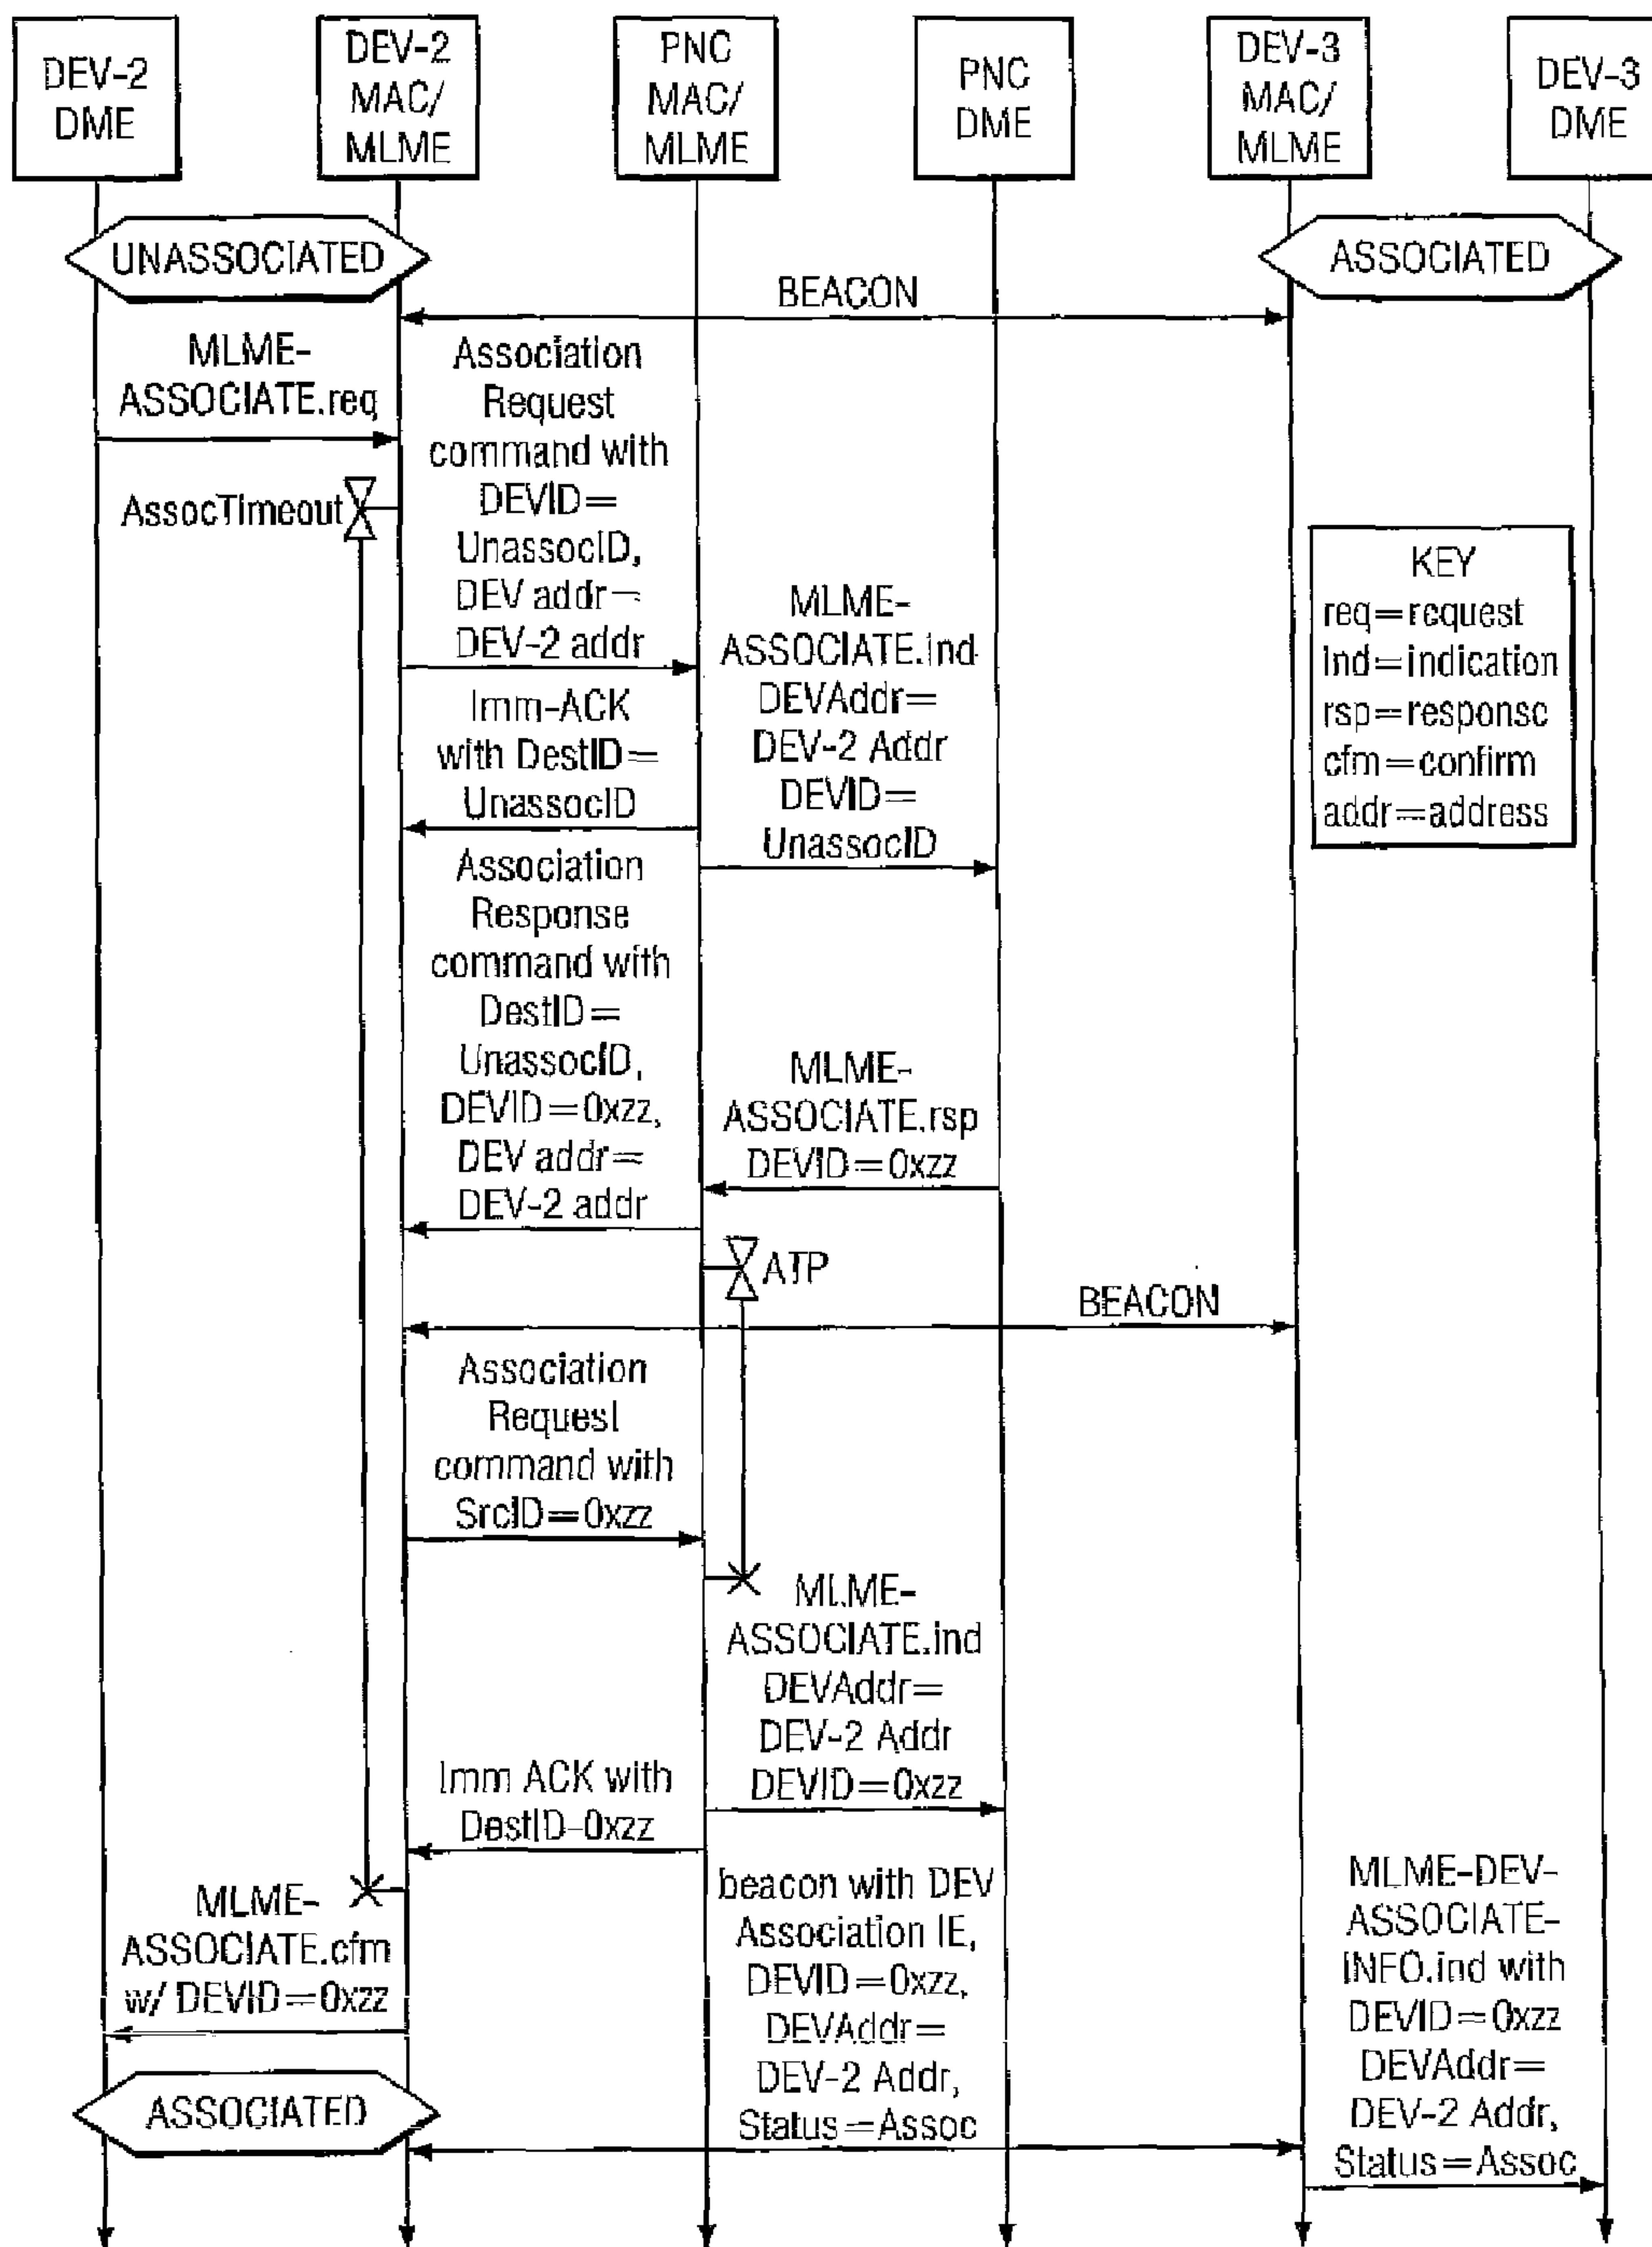 DEV-2
DME
DEV-2
MAC/
MLME
PNC
MAC/
MLME
PNC
DME
DEV-3
MAC/
MLME
DEV-3
DME
UNASSOCIATED
ASSOCIATED
BEACON
MLME-
ASSOCIATE.req
Association
Request
command with
DEVID=
UnassocID,
DEV addr=
DEV-2 addr
AssocTimeout
KEY
req=request
ind=indication
rsp=response
cfm=confirm
addr=address
MLME-
ASSOCIATE.ind
DEVAddr=
DEV-2 Addr
DEVID=
UnassocID
Imm-ACK
with DestID=
UnassocID
Association
Response
command with
DestID=
UnassocID,
DEVID=0xzz,
DEV addr=
DEV-2 addr
MLME-
ASSOCIATE.rsp
DEVID=0xzz
ATP
BEACON
Association
Request
command with
SrcID=0xzz
MLME-
ASSOCIATE.ind
DEVAddr=
DEV-2 Addr
DEVID=0xzz
Imm ACK with
DestID-0xzz
MLME-
ASSOCIATE.cfm
w/ DEVID=0xzz
beacon with DEV
Association IE,
DEVID=0xzz,
DEVAddr=
DEV-2 Addr,
Status=Assoc
MLME-DEV-
ASSOCIATE-
INFO.ind with
DEVID=0xzz
DEVAddr=
DEV-2 Addr,
Status=Assoc
ASSOCIATED